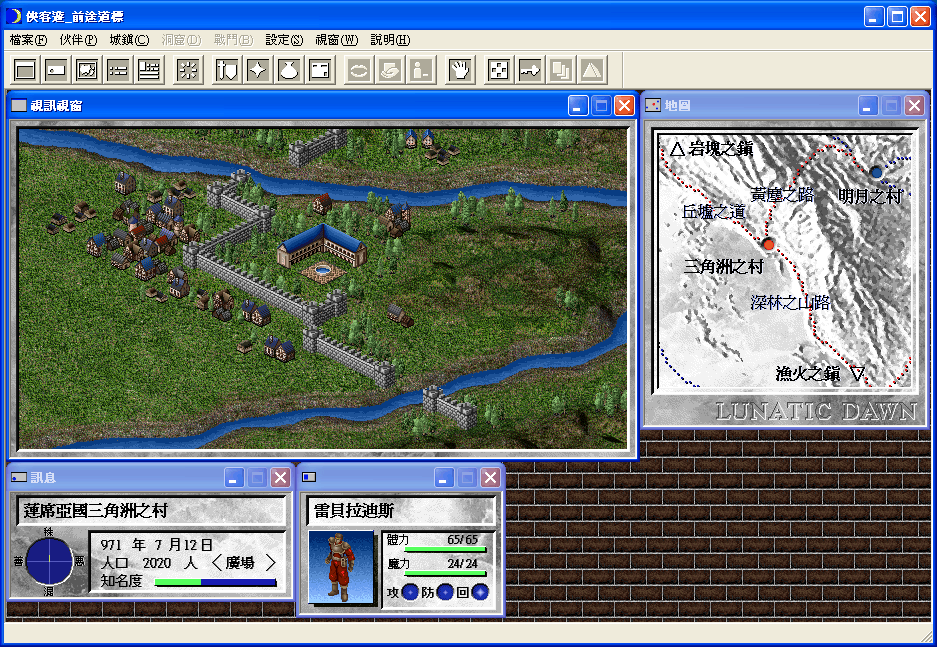 俠客遊_前途道標
檔案(F) 伙伴(P) 城鎮(C) 洞窟(D) 戰鬥(B) 設定(S) 視窗(W) 說明(H)
視訊視窗
地圖
△岩塊之鎮
黃塵之路
明月之村
丘墟之道
三角洲之村
深林之山路
漁火之鎮 ▽
LUNATIC DAWN
訊息
蓮席亞國三角洲之村
秩
善
惡
混
971 年 7 月12日
人口 2020 人 〈廣場 〉
知名度
雷貝拉迪斯
體力 65/65
魔力 24/24
攻 防 回